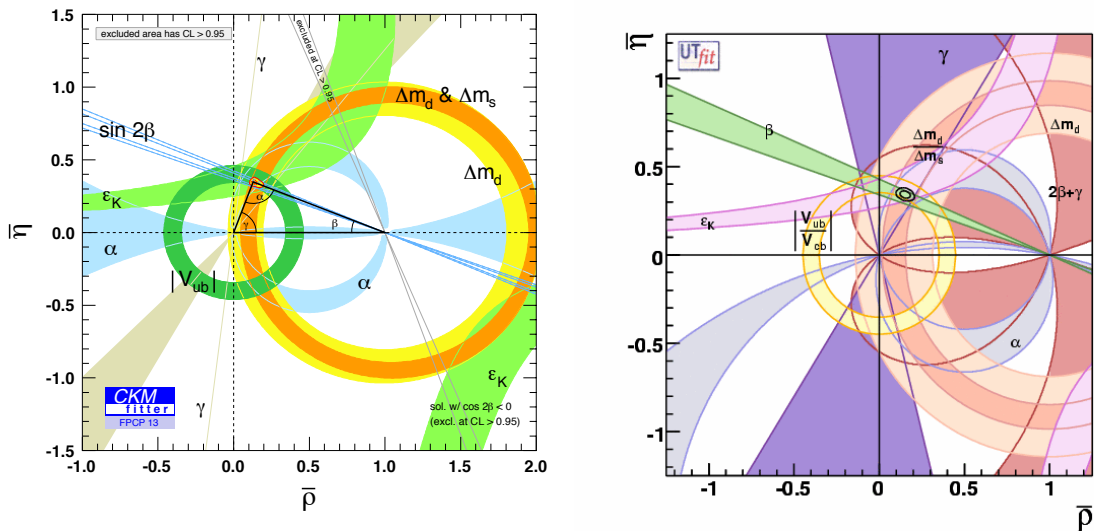 excluded area has CL > 0.95
γ
excluded at CL > 0.95
Δm_d & Δm_s
sin 2β
Δm_d
ε_K
α
α
γ
β
|V_ub|
α
ε_K
CKM
fitter
FPCP 13
γ
sol. w/ cos 2β < 0
(excl. at CL > 0.95)
1.5
1.0
0.5
0.0
-0.5
-1.0
-1.5
η̅
-1.0 -0.5 0.0 0.5 1.0 1.5 2.0
ρ̅
η̅
UTfit
γ
β
Δm_d
Δm_s
Δm_d
2β+γ
ε_K
|V_ub
V_cb|
α
1
0.5
0
-0.5
-1
-1 -0.5 0 0.5 1
ρ̅